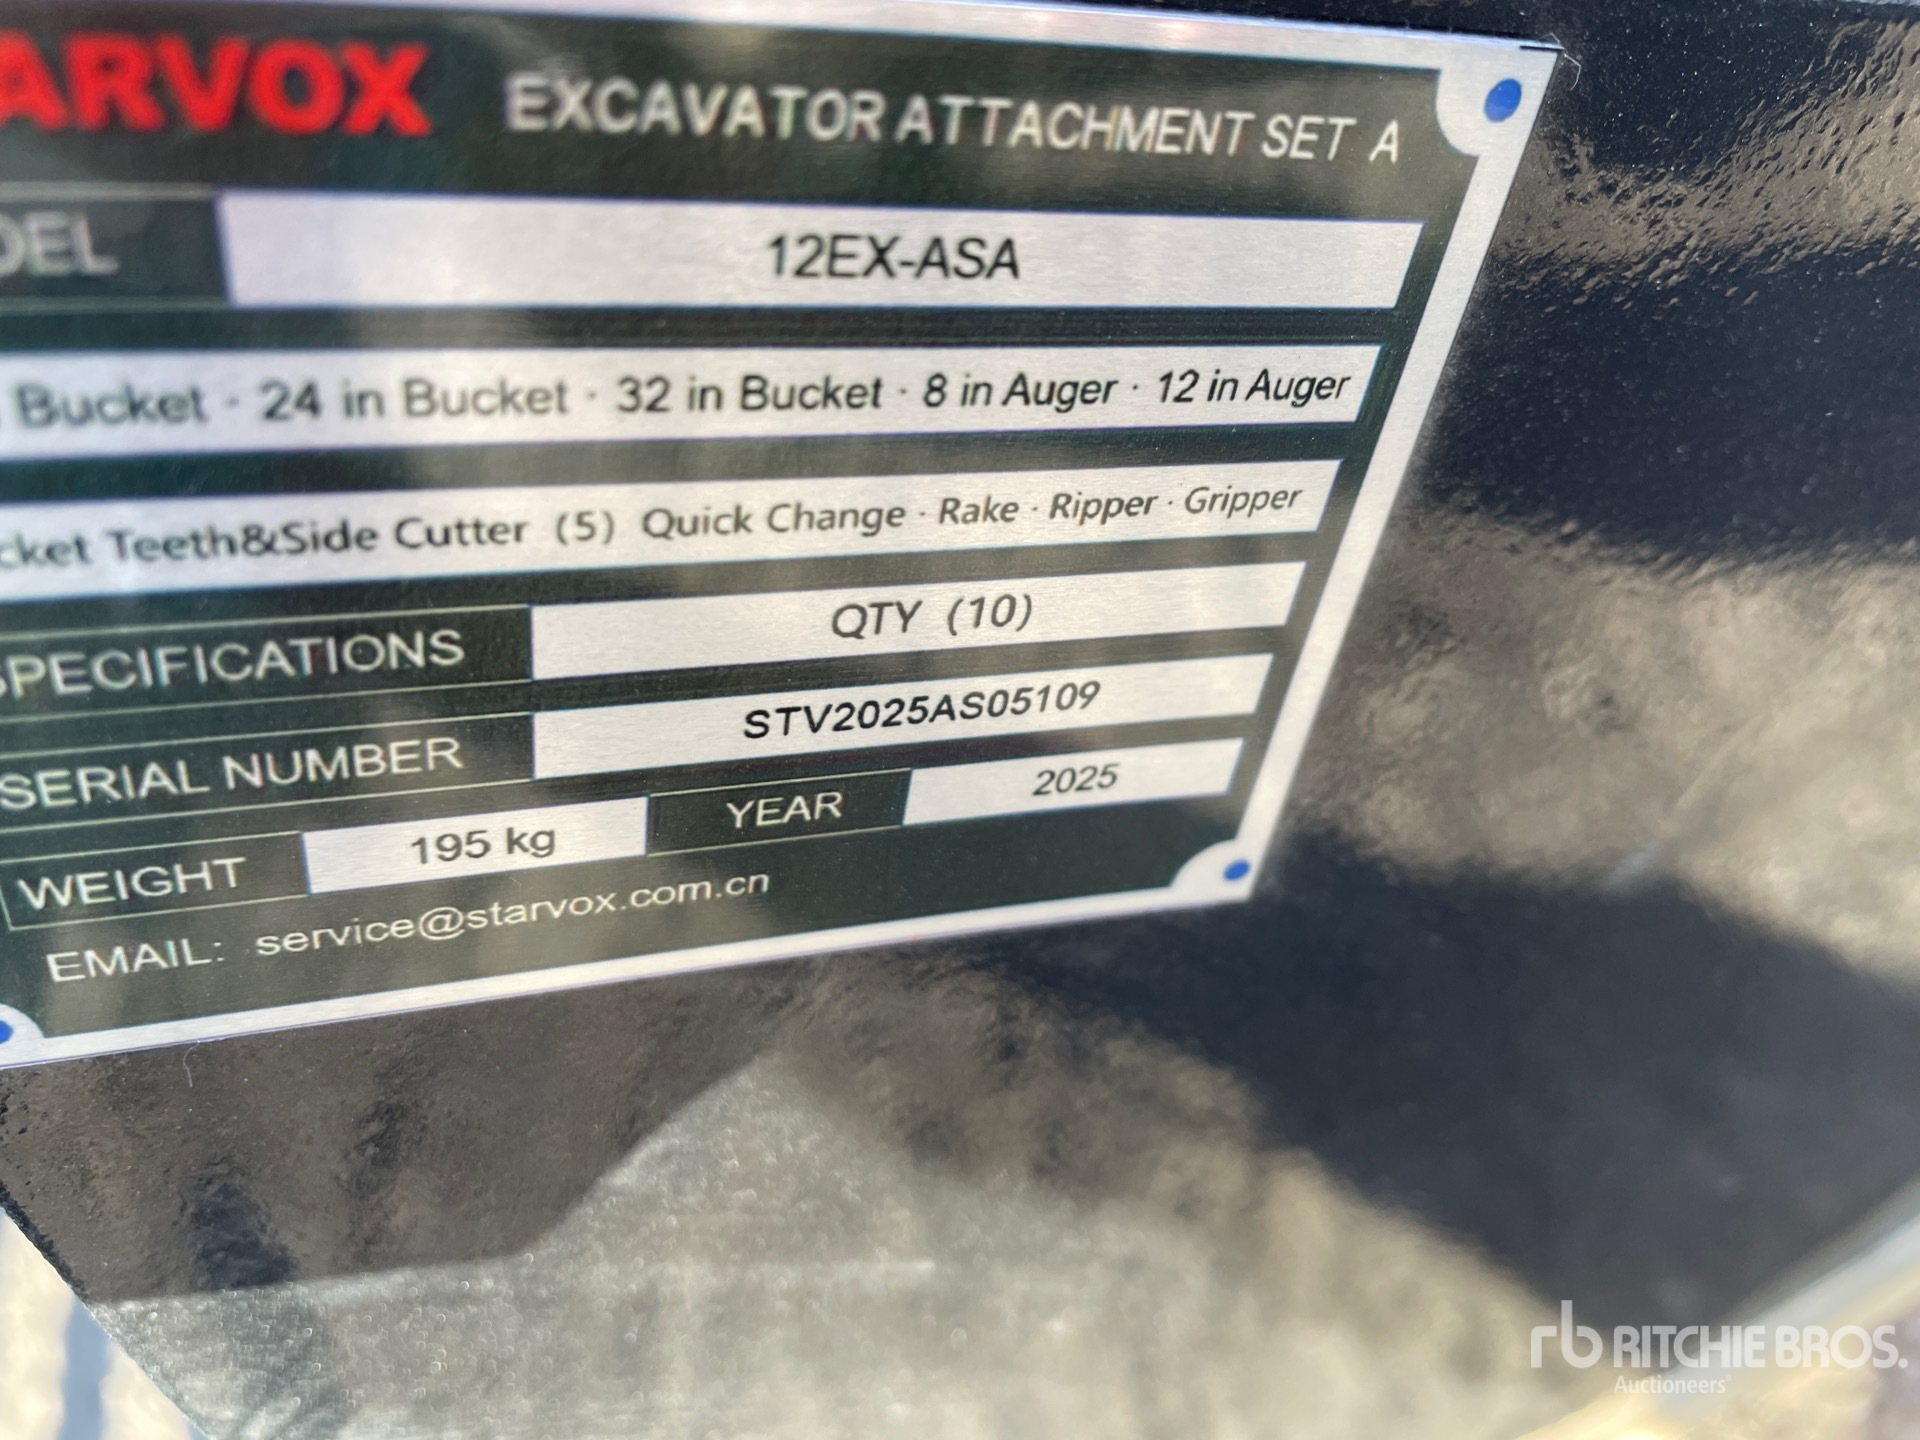 ARVOX EXCAVATOR ATTACHMENT SET A
DEL 12EX-ASA
Bucket · 24 in Bucket · 32 in Bucket · 8 in Auger · 12 in Auger
cket Teeth&Side Cutter (5) Quick Change · Rake · Ripper · Gripper
SPECIFICATIONS QTY (10)
SERIAL NUMBER STV2025AS05109
WEIGHT 195 kg YEAR 2025
EMAIL: service@starvox.com.cn
rb RITCHIE BROS.
Auctioneers